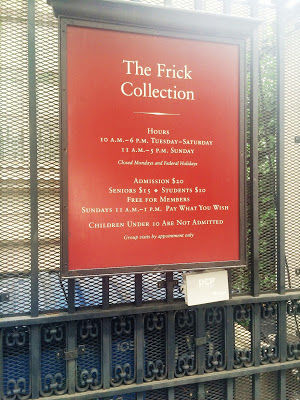 The Frick
Collection
Hours
10 A.M.–6 P.M. Tuesday–Saturday
11 A.M.–5 P.M. Sunday
Closed Mondays and Federal Holidays
Admission $20
Seniors $15 + Students $10
Free for Members
Sundays 11 A.M.–1 P.M. Pay What You Wish
Children Under 10 Are Not Admitted
Group visits by appointment only